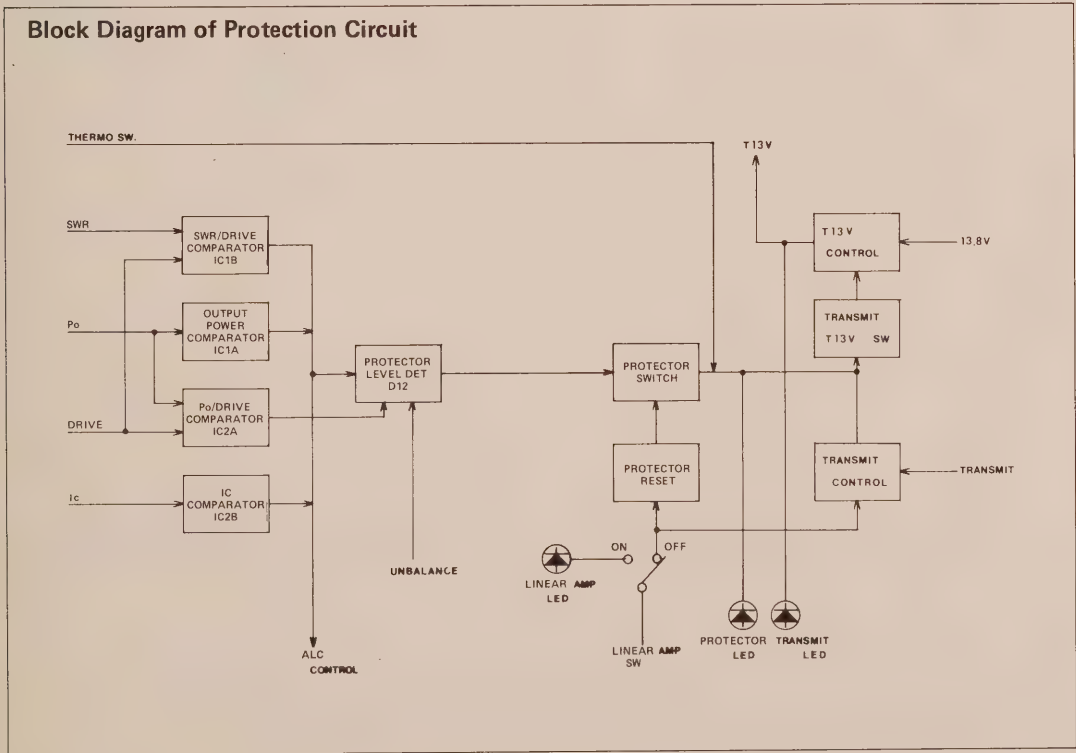 Block Diagram of Protection Circuit
THERMO SW.
T13V
SWR
SWR/DRIVE
COMPARATOR
IC1B
T13V
CONTROL
13.8V
Po
OUTPUT
POWER
COMPARATOR
IC1A
TRANSMIT
T13V SW
PROTECTOR
LEVEL DET
D12
PROTECTOR
SWITCH
DRIVE
Po/DRIVE
COMPARATOR
IC2A
Ic
IC
COMPARATOR
IC2B
PROTECTOR
RESET
TRANSMIT
CONTROL
TRANSMIT
UNBALANCE
ON
OFF
LINEAR AMP
LED
LINEAR AMP
SW
PROTECTOR
LED
TRANSMIT
LED
ALC
CONTROL